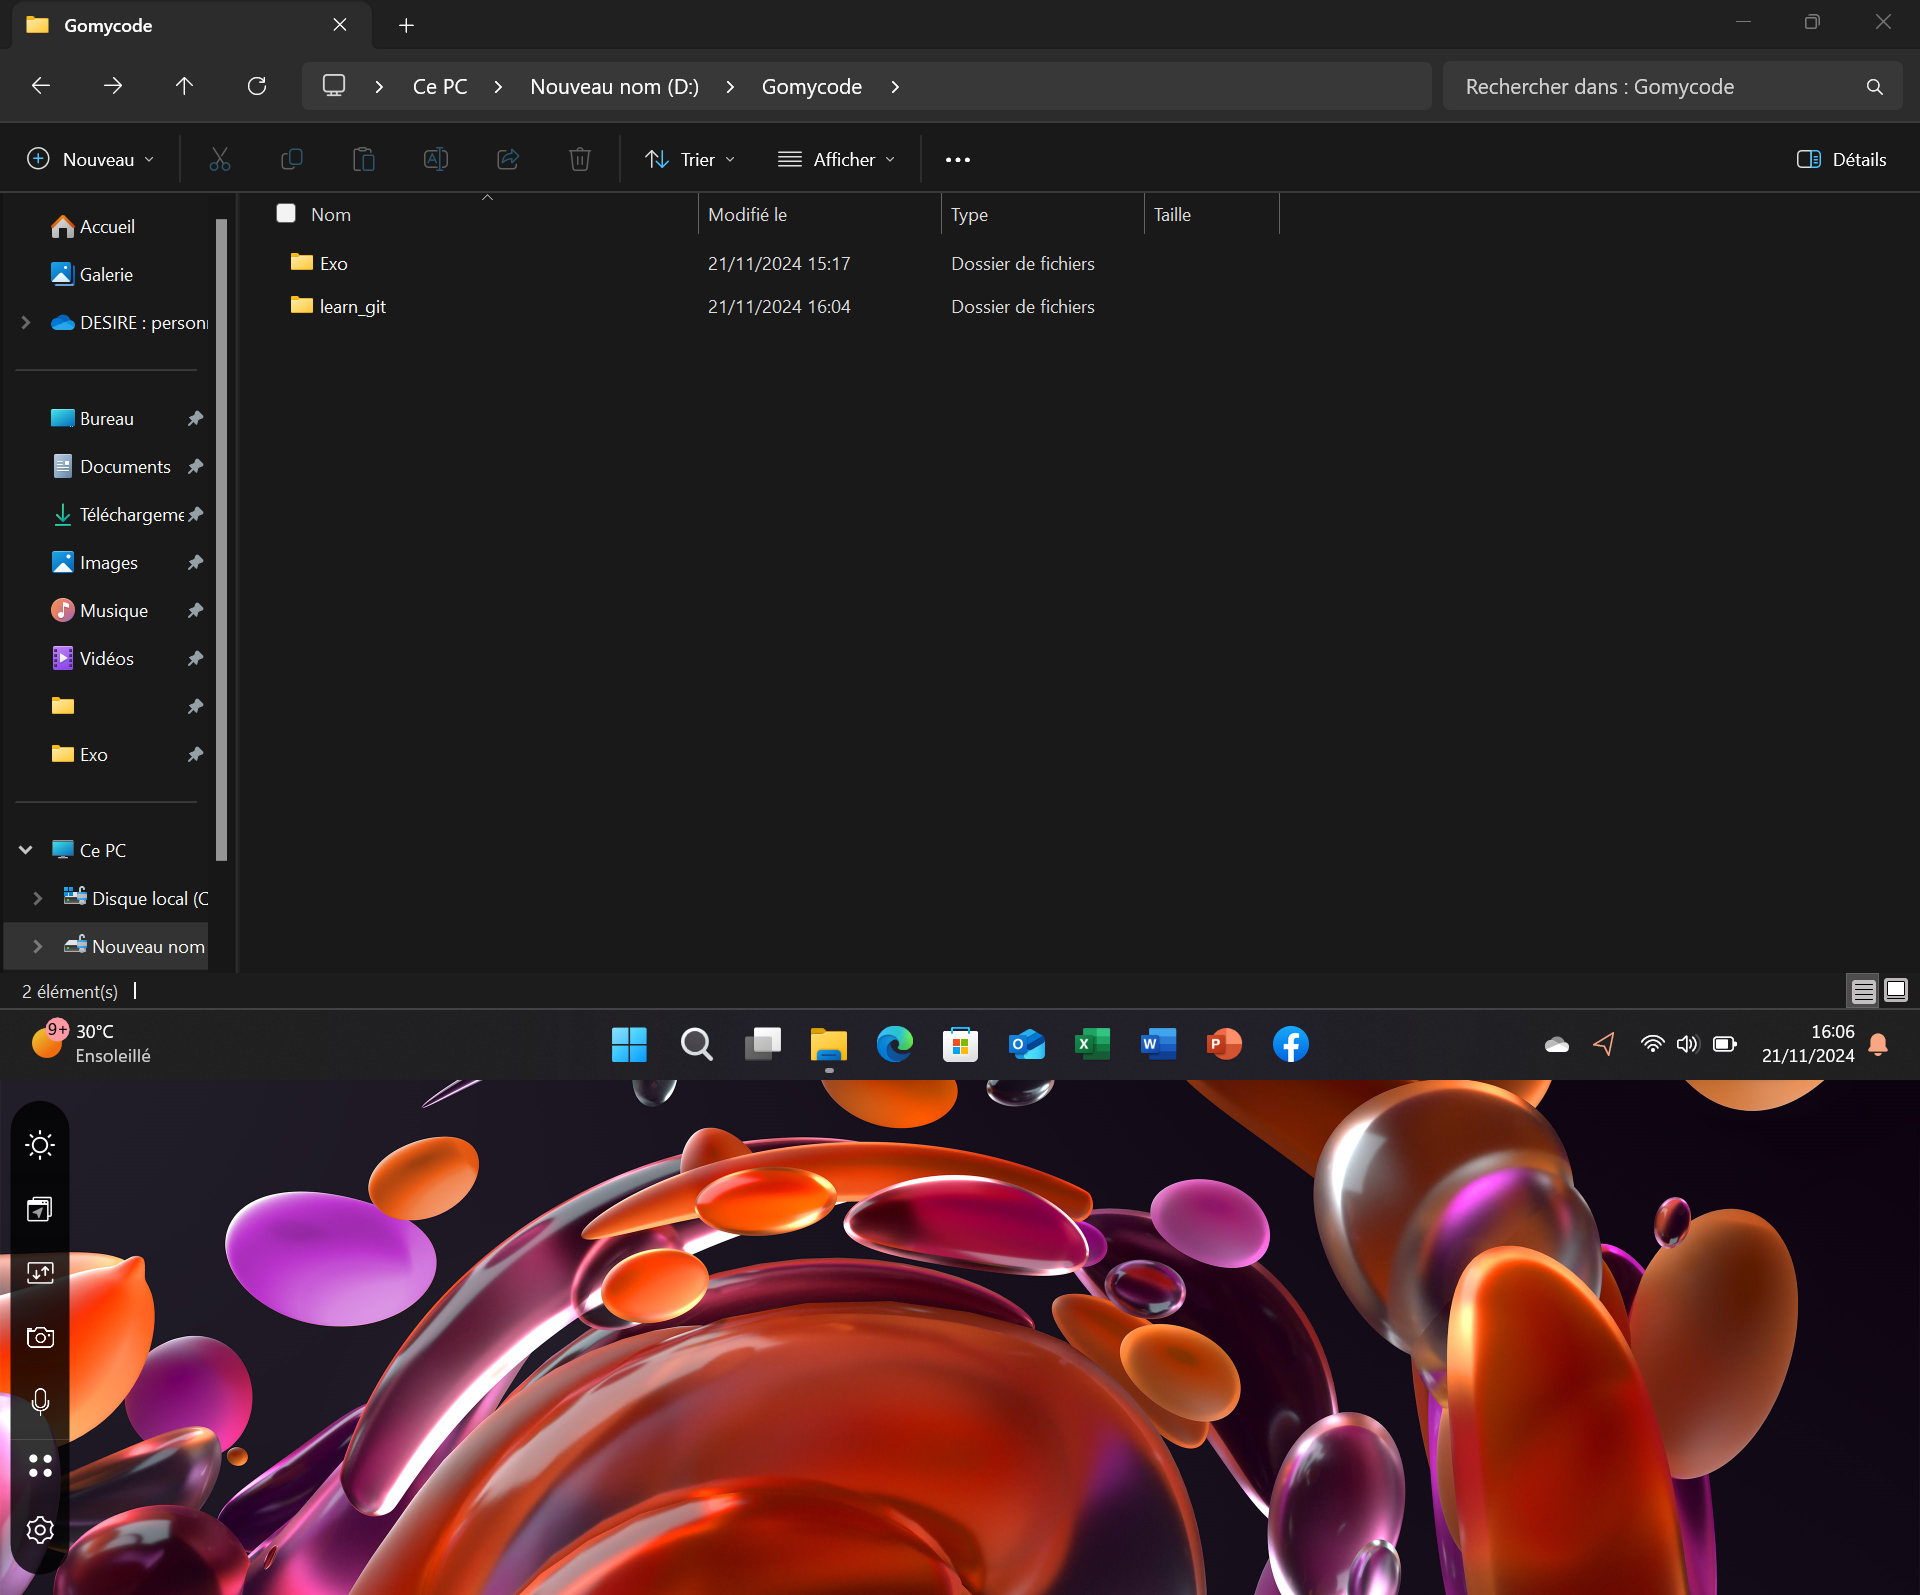 Gomycode
Ce PC
Nouveau nom (D:)
Gomycode
Rechercher dans : Gomycode
Nouveau
Trier
Afficher
Détails
Nom
Modifié le
Type
Taille
Exo
21/11/2024 15:17
Dossier de fichiers
learn_git
21/11/2024 16:04
Dossier de fichiers
Accueil
Galerie
DESIRE : person
Bureau
Documents
Téléchargeme
Images
Musique
Vidéos
Exo
Ce PC
Disque local (C
Nouveau nom
2 élément(s)
9+
30°C
Ensoleillé
16:06
21/11/2024